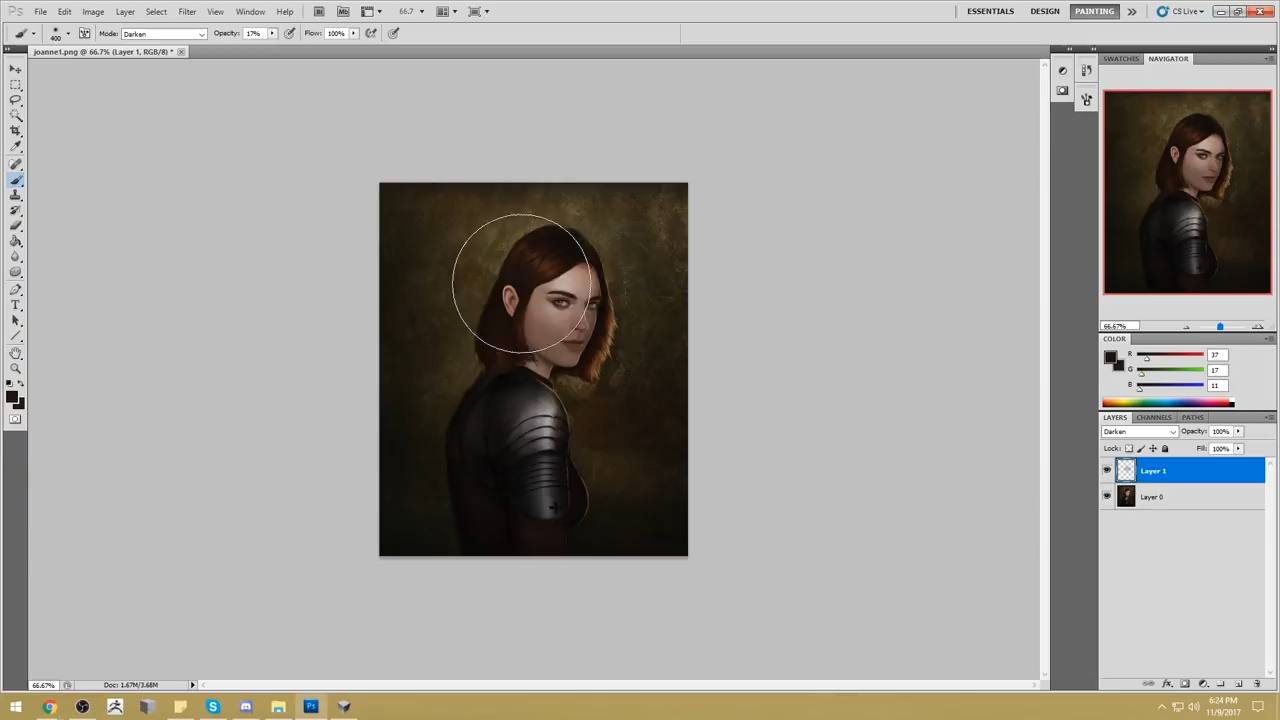 Ps File Edit Image Layer Select Filter View Window Help Mb 66.7 ESSENTIALS DESIGN PAINTING CS Live
400 Mode: Darken Opacity: 17% Flow: 100%
joanne1.png @ 66.7% (Layer 1, RGB/8) *
SWATCHES NAVIGATOR
66.67%
COLOR
R 37
G 17
B 11
LAYERS CHANNELS PATHS
Darken Opacity: 100%
Lock: Fill: 100%
Layer 1
Layer 0
66.67% Doc: 1.67M/3.68M
6:24 PM
11/9/2017